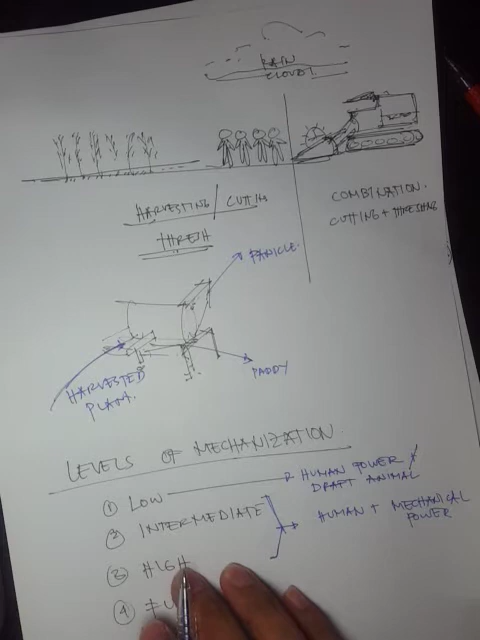 RAIN
CLOUD!
HARVESTING / CUTTING
THRESH
COMBINATION.
CUTTING + THRESHING
PANICLE.
PADDY
HARVESTED
PLANT.
LEVELS OF MECHANIZATION
① LOW
HUMAN POWER /
DRAFT ANIMAL
② INTERMEDIATE
HUMAN + MECHANICAL
POWER
③ HIGH
④